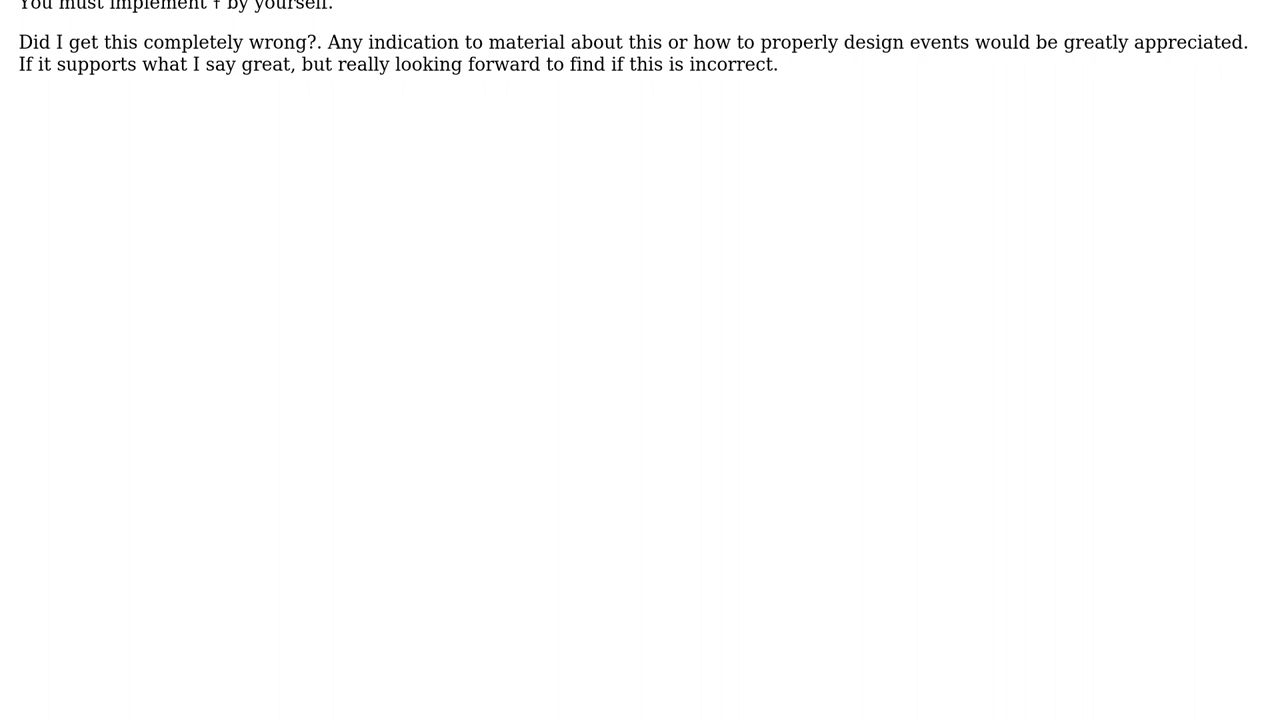 You must implement f by yourself.
Did I get this completely wrong?. Any indication to material about this or how to properly design events would be greatly appreciated.
If it supports what I say great, but really looking forward to find if this is incorrect.